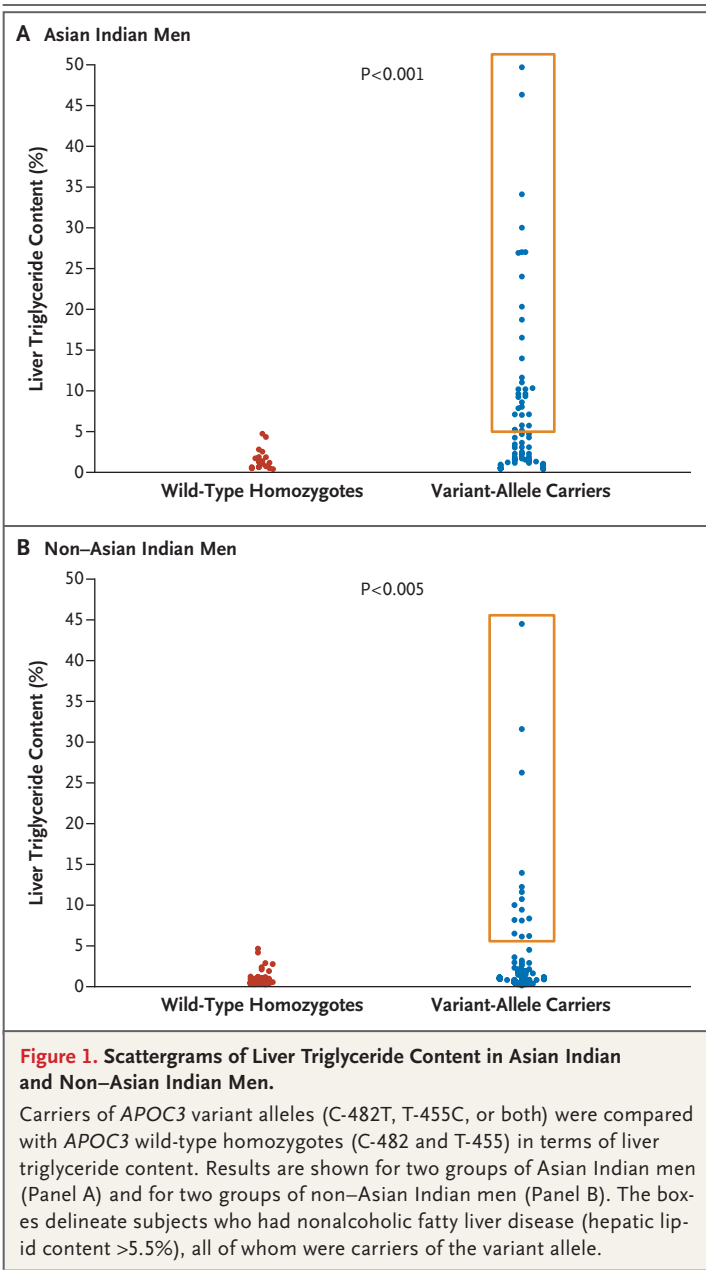 A Asian Indian Men
50
45
40
35
30
25
20
15
10
5
0
Liver Triglyceride Content (%)
P<0.001
Wild-Type Homozygotes
Variant-Allele Carriers
B Non–Asian Indian Men
50
45
40
35
30
25
20
15
10
5
0
Liver Triglyceride Content (%)
P<0.005
Wild-Type Homozygotes
Variant-Allele Carriers
Figure 1. Scattergrams of Liver Triglyceride Content in Asian Indian
and Non–Asian Indian Men.
Carriers of APOC3 variant alleles (C-482T, T-455C, or both) were compared
with APOC3 wild-type homozygotes (C-482 and T-455) in terms of liver
triglyceride content. Results are shown for two groups of Asian Indian men
(Panel A) and for two groups of non–Asian Indian men (Panel B). The box-
es delineate subjects who had nonalcoholic fatty liver disease (hepatic lip-
id content >5.5%), all of whom were carriers of the variant allele.